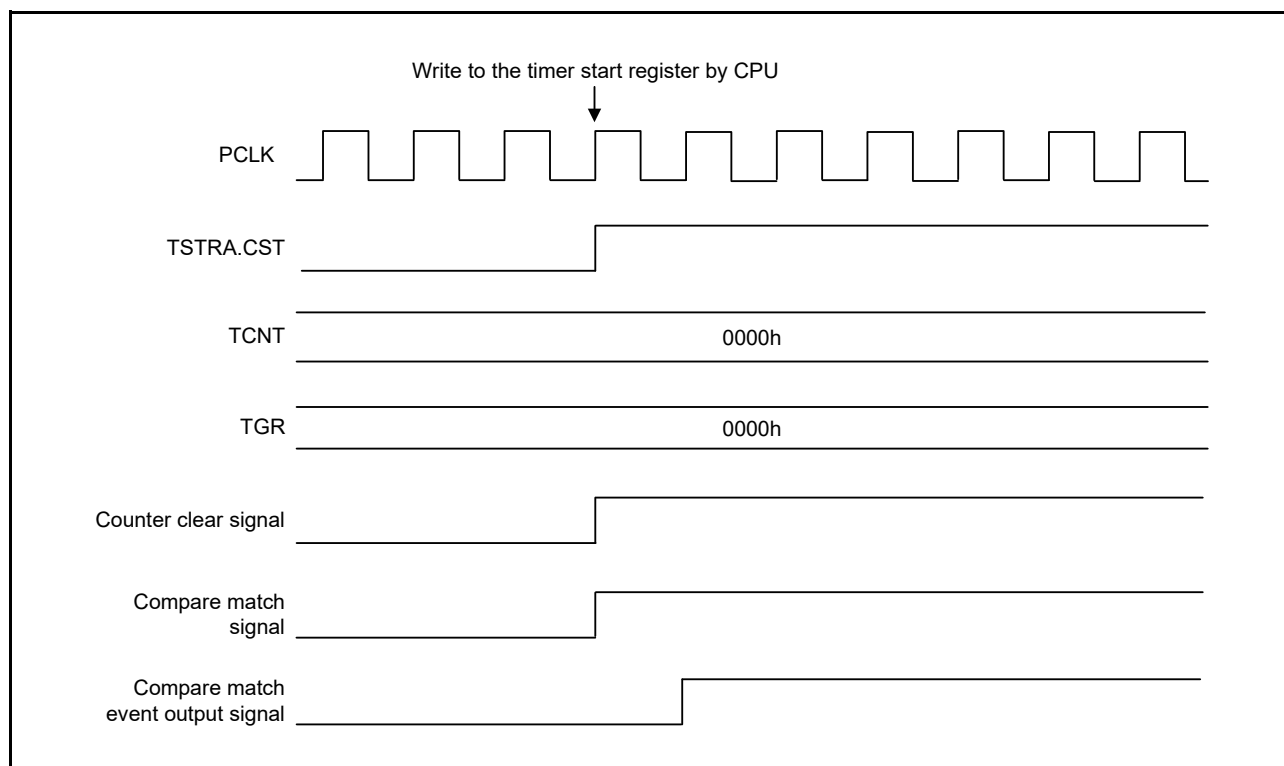 Write to the timer start register by CPU
PCLK
TSTRA.CST
TCNT
0000h
TGR
0000h
Counter clear signal
Compare match
signal
Compare match
event output signal